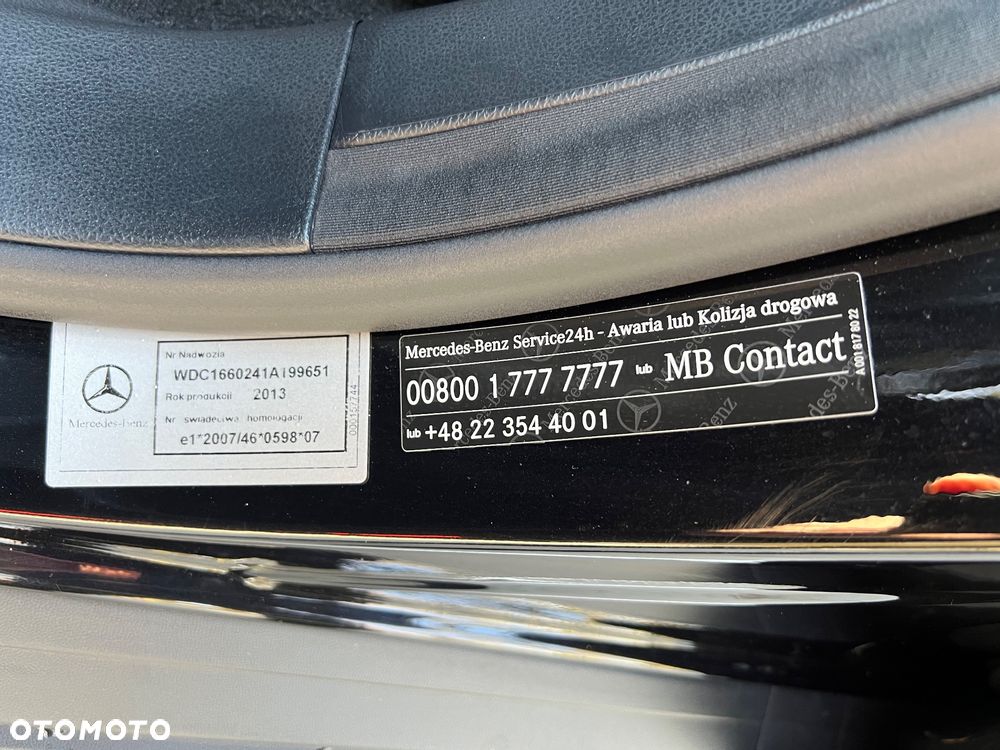 Nr Nadwozia
WDC1660241A199651
Rok produkcji 2013
Nr świadectwa homologacji
e1*2007/46*0598*07
Mercedes-Benz
000157744
Mercedes-Benz Service24h - Awaria lub Kolizja drogowa
00800 1 777 7777 lub MB Contact
lub +48 22 354 40 01
A 001 817 80 22
OTOMOTO